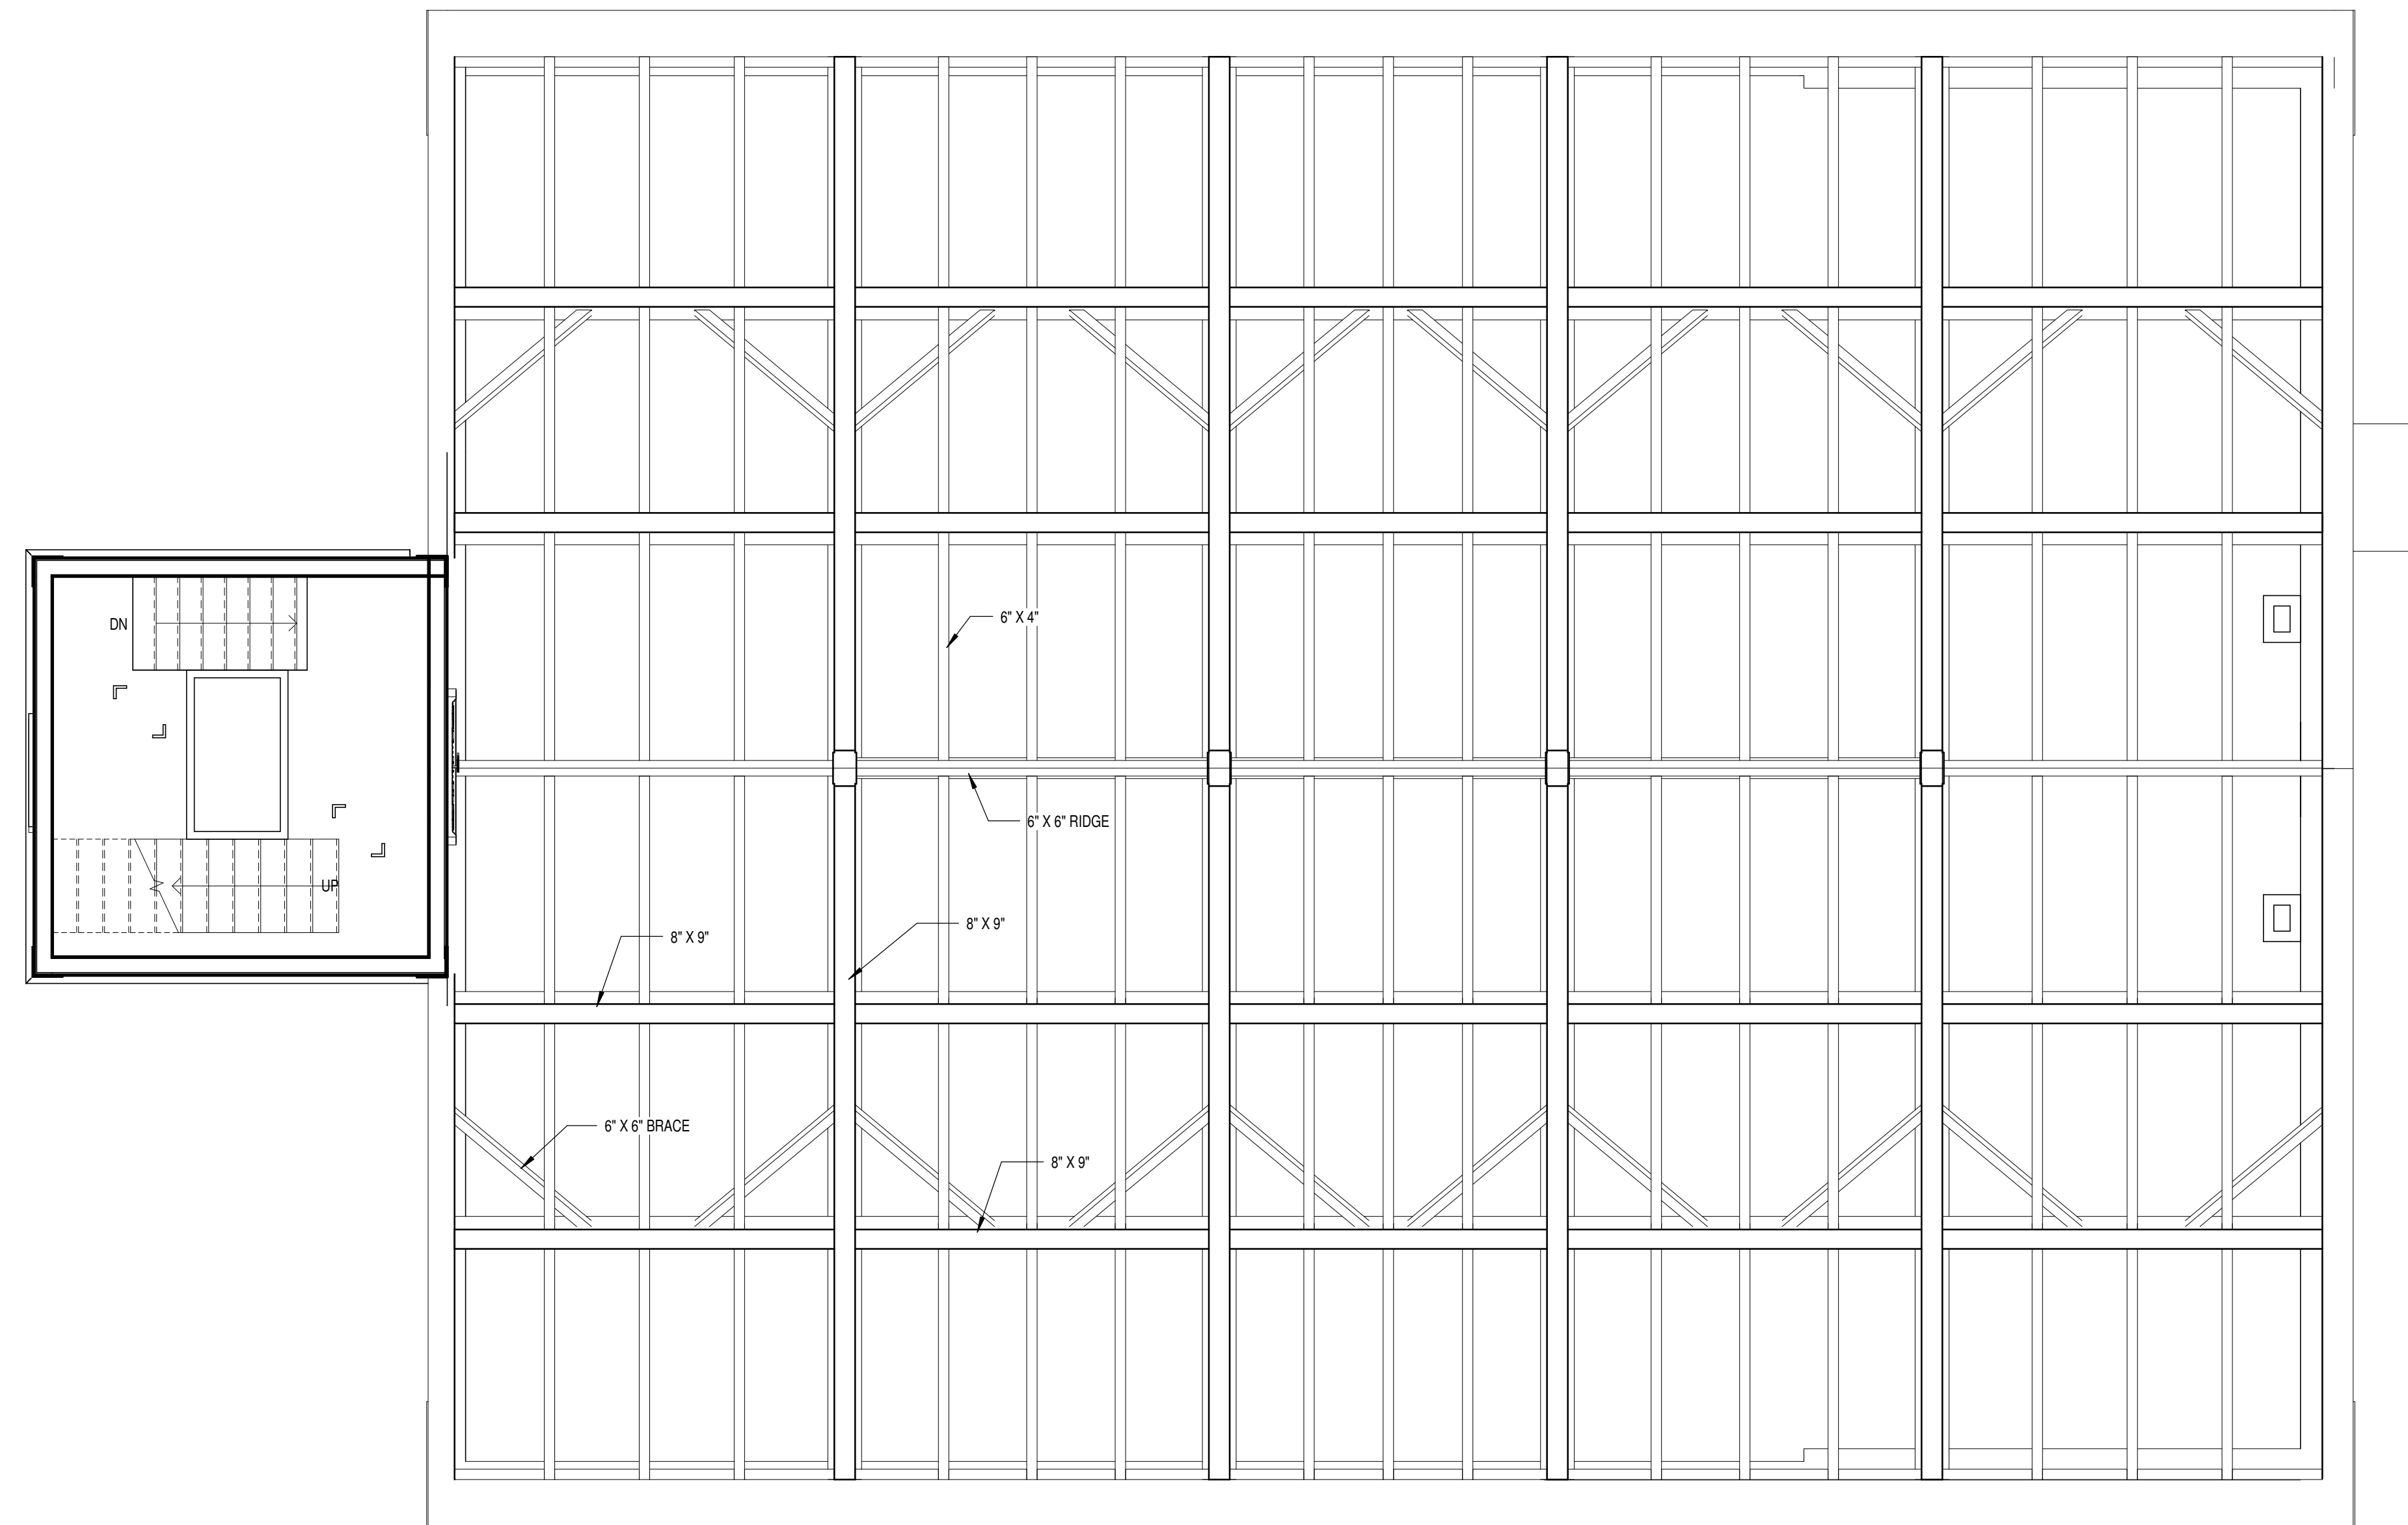 6" X 4"
DN
6" X 6" RIDGE
UP
8" X 9"
8" X 9"
6" X 6" BRACE
8" X 9"